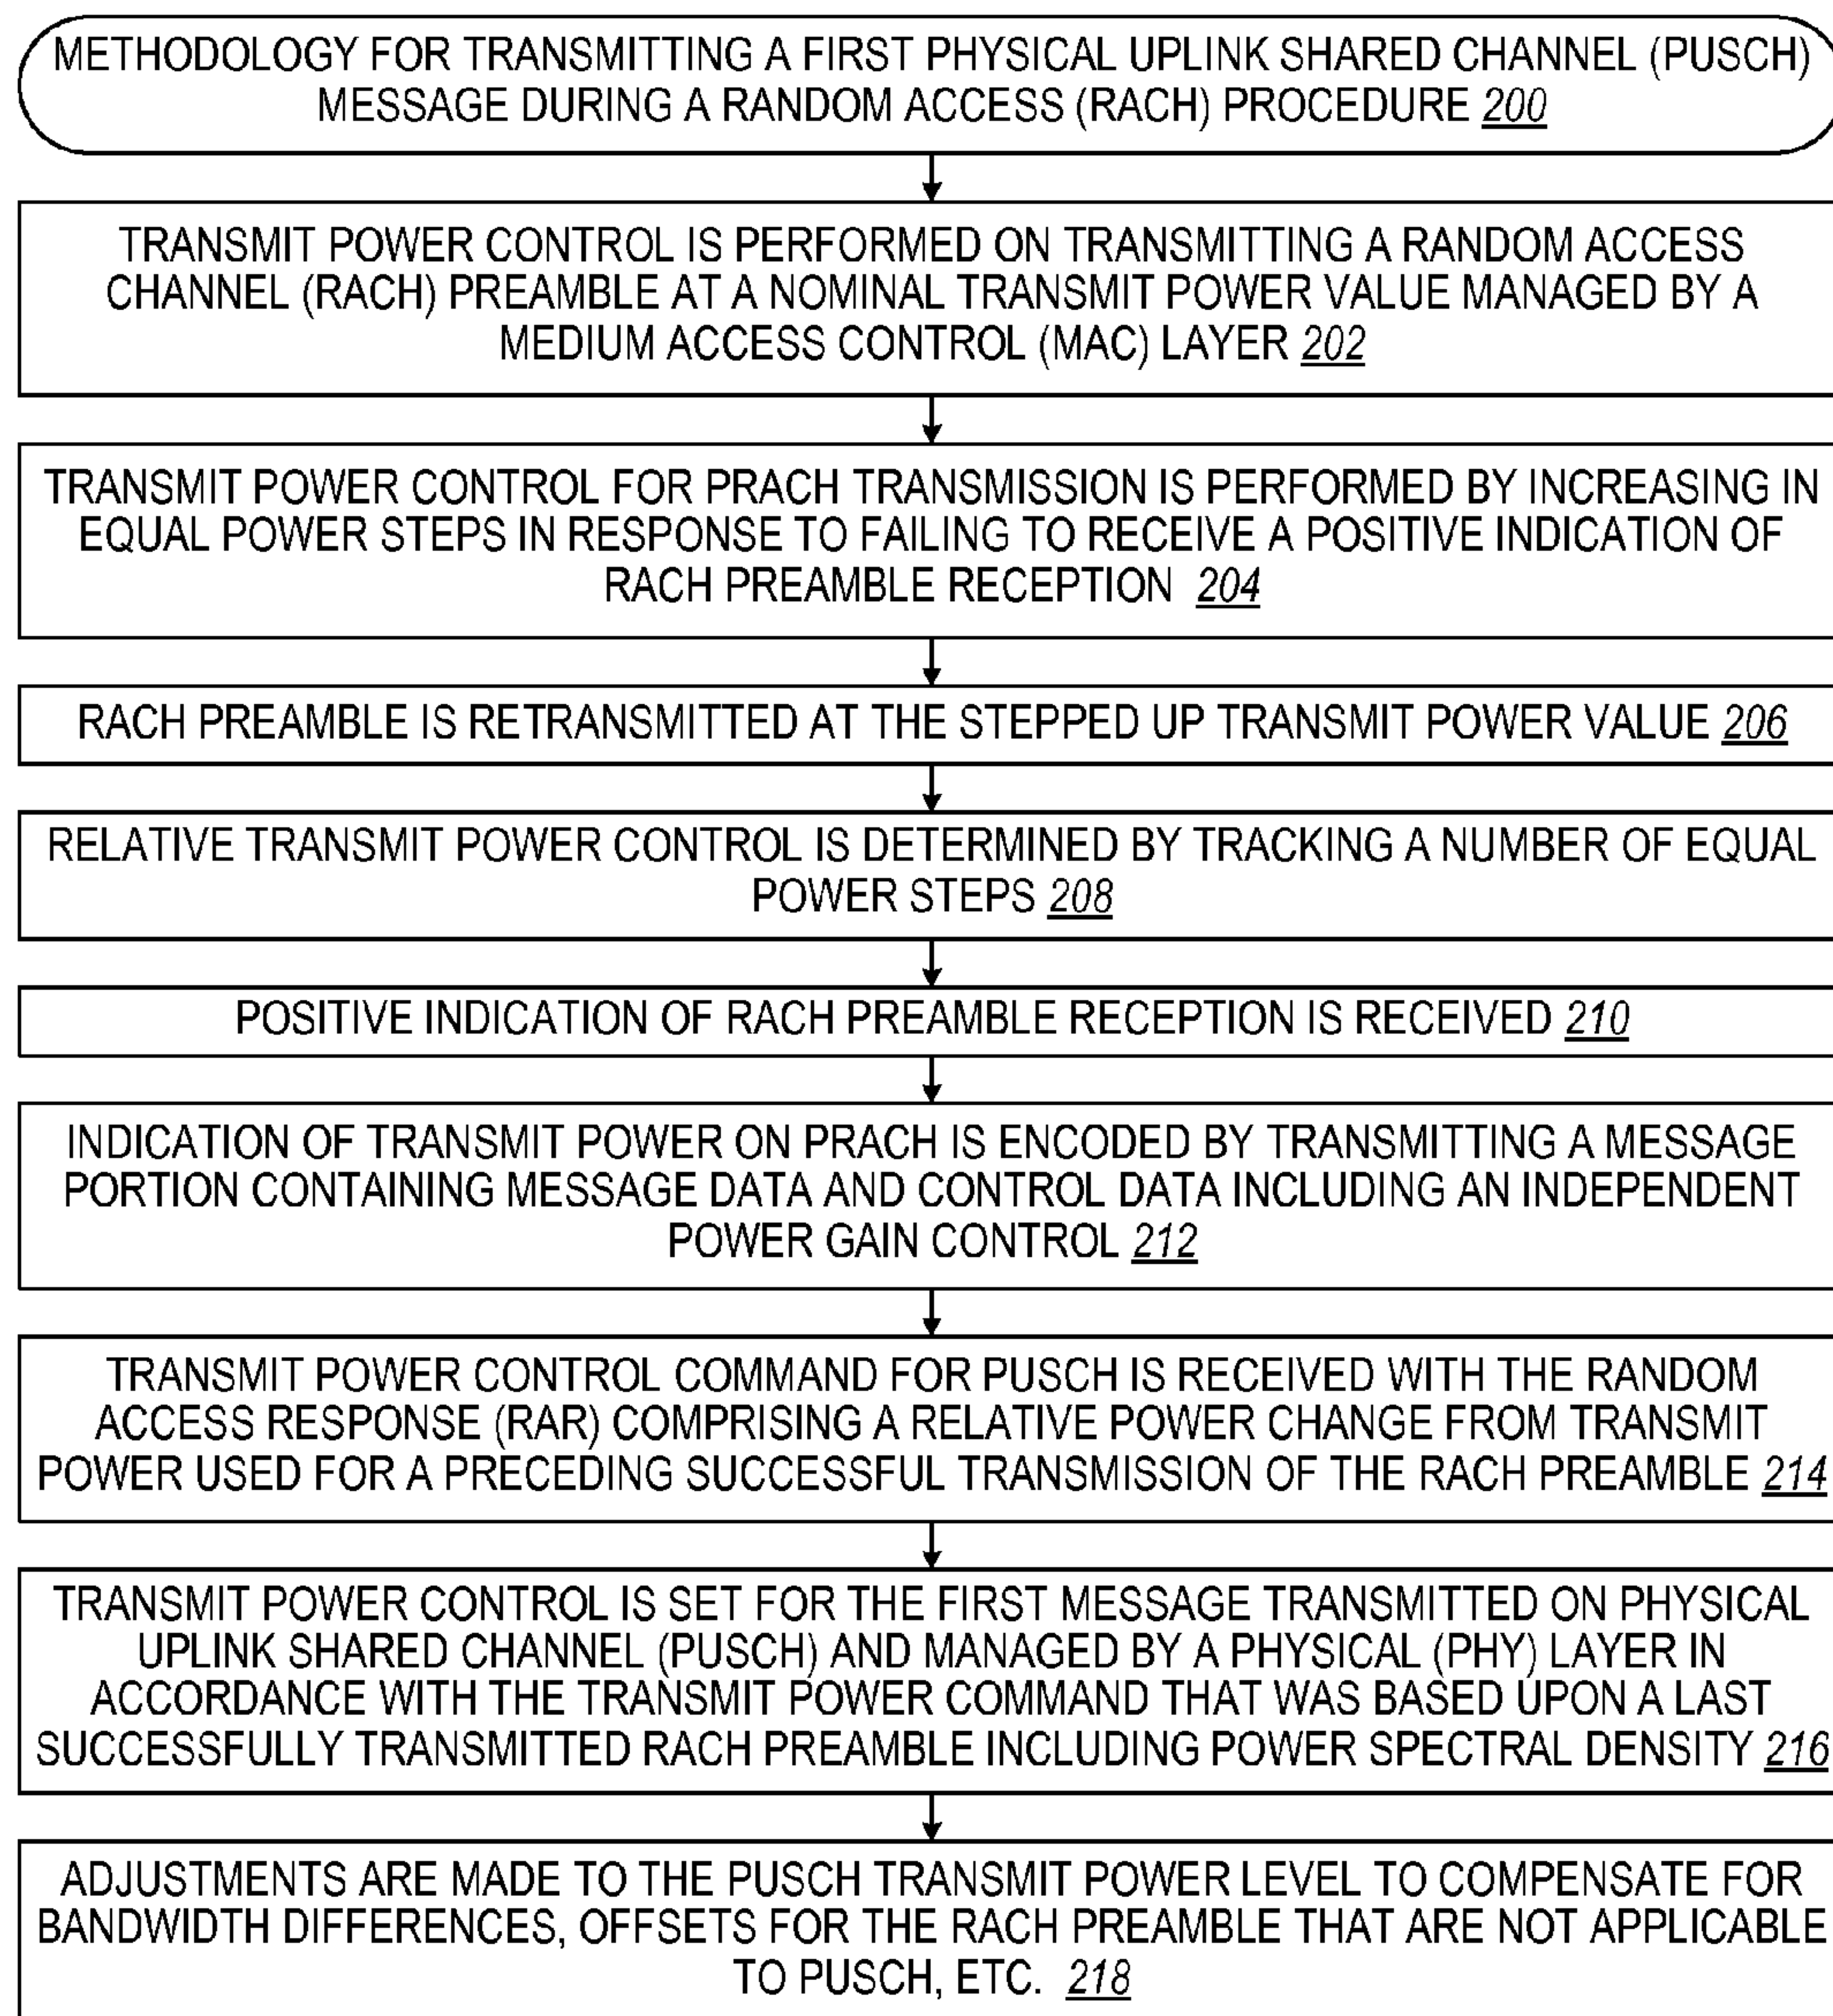 METHODOLOGY FOR TRANSMITTING A FIRST PHYSICAL UPLINK SHARED CHANNEL (PUSCH)
MESSAGE DURING A RANDOM ACCESS (RACH) PROCEDURE 200
TRANSMIT POWER CONTROL IS PERFORMED ON TRANSMITTING A RANDOM ACCESS
CHANNEL (RACH) PREAMBLE AT A NOMINAL TRANSMIT POWER VALUE MANAGED BY A
MEDIUM ACCESS CONTROL (MAC) LAYER 202
TRANSMIT POWER CONTROL FOR PRACH TRANSMISSION IS PERFORMED BY INCREASING IN
EQUAL POWER STEPS IN RESPONSE TO FAILING TO RECEIVE A POSITIVE INDICATION OF
RACH PREAMBLE RECEPTION 204
RACH PREAMBLE IS RETRANSMITTED AT THE STEPPED UP TRANSMIT POWER VALUE 206
RELATIVE TRANSMIT POWER CONTROL IS DETERMINED BY TRACKING A NUMBER OF EQUAL
POWER STEPS 208
POSITIVE INDICATION OF RACH PREAMBLE RECEPTION IS RECEIVED 210
INDICATION OF TRANSMIT POWER ON PRACH IS ENCODED BY TRANSMITTING A MESSAGE
PORTION CONTAINING MESSAGE DATA AND CONTROL DATA INCLUDING AN INDEPENDENT
POWER GAIN CONTROL 212
TRANSMIT POWER CONTROL COMMAND FOR PUSCH IS RECEIVED WITH THE RANDOM
ACCESS RESPONSE (RAR) COMPRISING A RELATIVE POWER CHANGE FROM TRANSMIT
POWER USED FOR A PRECEDING SUCCESSFUL TRANSMISSION OF THE RACH PREAMBLE 214
TRANSMIT POWER CONTROL IS SET FOR THE FIRST MESSAGE TRANSMITTED ON PHYSICAL
UPLINK SHARED CHANNEL (PUSCH) AND MANAGED BY A PHYSICAL (PHY) LAYER IN
ACCORDANCE WITH THE TRANSMIT POWER COMMAND THAT WAS BASED UPON A LAST
SUCCESSFULLY TRANSMITTED RACH PREAMBLE INCLUDING POWER SPECTRAL DENSITY 216
ADJUSTMENTS ARE MADE TO THE PUSCH TRANSMIT POWER LEVEL TO COMPENSATE FOR
BANDWIDTH DIFFERENCES, OFFSETS FOR THE RACH PREAMBLE THAT ARE NOT APPLICABLE
TO PUSCH, ETC. 218